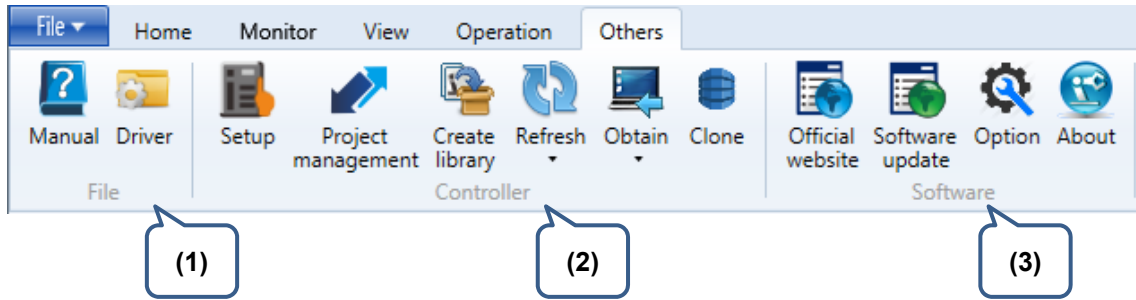 File Home Monitor View Operation Others
Manual Driver Setup Project management Create library Refresh Obtain Clone Official website Software update Option About
File Controller Software
(1) (2) (3)